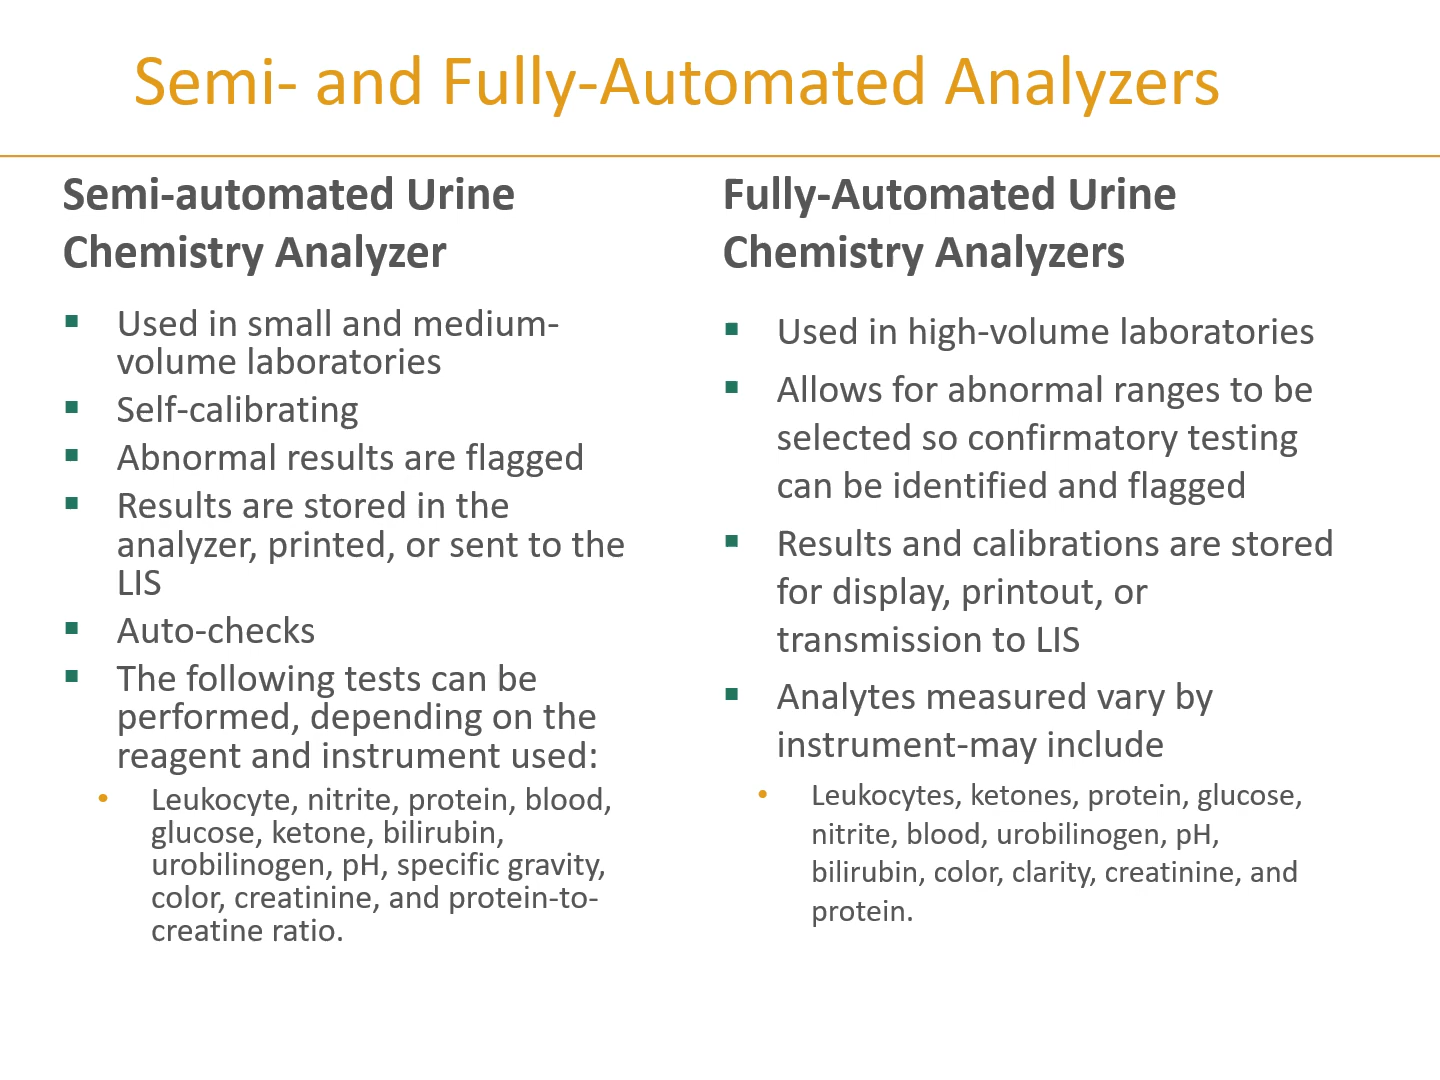 Semi- and Fully-Automated Analyzers
Semi-automated Urine
Chemistry Analyzer
▪ Used in small and medium-
volume laboratories
▪ Self-calibrating
▪ Abnormal results are flagged
▪ Results are stored in the
analyzer, printed, or sent to the
LIS
▪ Auto-checks
▪ The following tests can be
performed, depending on the
reagent and instrument used:
• Leukocyte, nitrite, protein, blood,
glucose, ketone, bilirubin,
urobilinogen, pH, specific gravity,
color, creatinine, and protein-to-
creatine ratio.
Fully-Automated Urine
Chemistry Analyzers
▪ Used in high-volume laboratories
▪ Allows for abnormal ranges to be
selected so confirmatory testing
can be identified and flagged
▪ Results and calibrations are stored
for display, printout, or
transmission to LIS
▪ Analytes measured vary by
instrument-may include
• Leukocytes, ketones, protein, glucose,
nitrite, blood, urobilinogen, pH,
bilirubin, color, clarity, creatinine, and
protein.